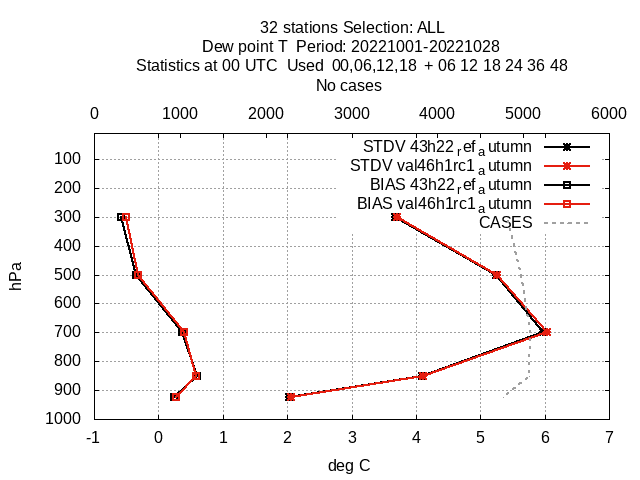 32 stations Selection: ALL
Dew point T  Period: 20221001-20221028
Statistics at 00 UTC  Used  00,06,12,18  + 06 12 18 24 36 48
No cases
0 1000 2000 3000 4000 5000 6000
STDV 43h22_ref_autumn
STDV val46h1rc1_autumn
BIAS 43h22_ref_autumn
BIAS val46h1rc1_autumn
CASES
100
200
300
400
500
600
700
800
900
1000
hPa
-1 0 1 2 3 4 5 6 7
deg C